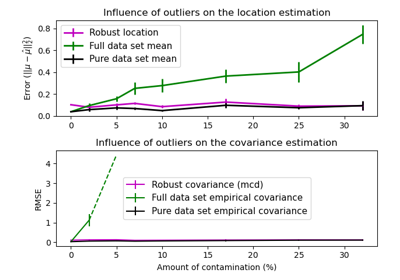 Influence of outliers on the location estimation
Error (||μ − μ̂||₂²)
0.8
0.6
0.4
0.2
0.0
Robust location
Full data set mean
Pure data set mean
0 5 10 15 20 25 30
Influence of outliers on the covariance estimation
RMSE
4
3
2
1
0
Robust covariance (mcd)
Full data set empirical covariance
Pure data set empirical covariance
0 5 10 15 20 25 30
Amount of contamination (%)